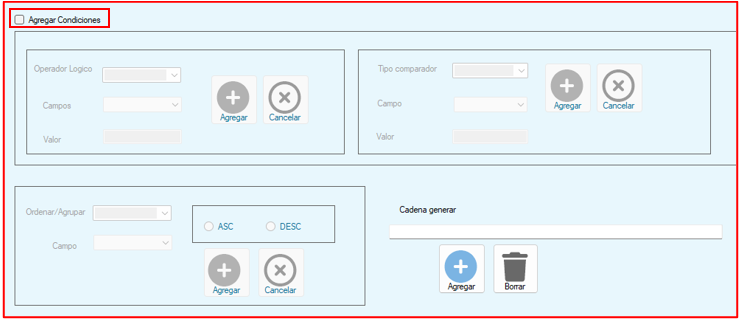 Agregar Condiciones
Operador Logico
Campos
Valor
Agregar
Cancelar
Tipo comparador
Campo
Valor
Agregar
Cancelar
Ordenar/Agrupar
Campo
ASC
DESC
Agregar
Cancelar
Cadena generar
Agregar
Borrar